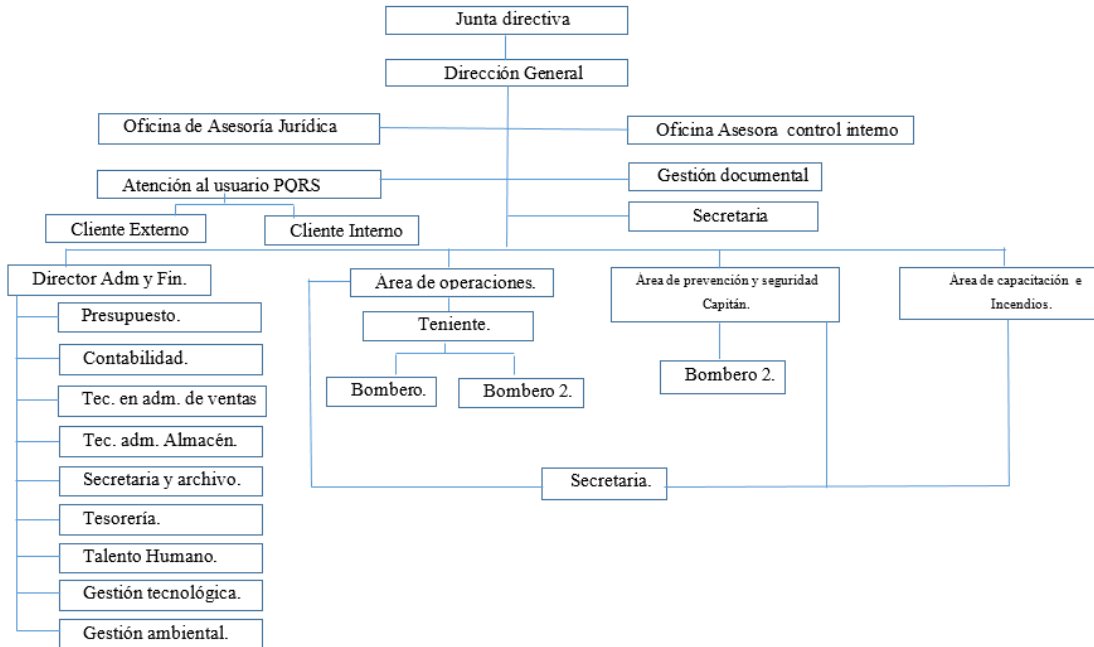 Junta directiva
Dirección General
Oficina de Asesoría Jurídica
Oficina Asesora control interno
Atención al usuario PQRS
Gestión documental
Cliente Externo
Cliente Interno
Secretaria
Director Adm y Fin.
Área de operaciones.
Área de prevención y seguridad
Capitán.
Área de capacitación e
Incendios.
Presupuesto.
Contabilidad.
Tec. en adm. de ventas
Tec. adm. Almacén.
Secretaria y archivo.
Tesorería.
Talento Humano.
Gestión tecnológica.
Gestión ambiental.
Teniente.
Bombero.
Bombero 2.
Bombero 2.
Secretaria.